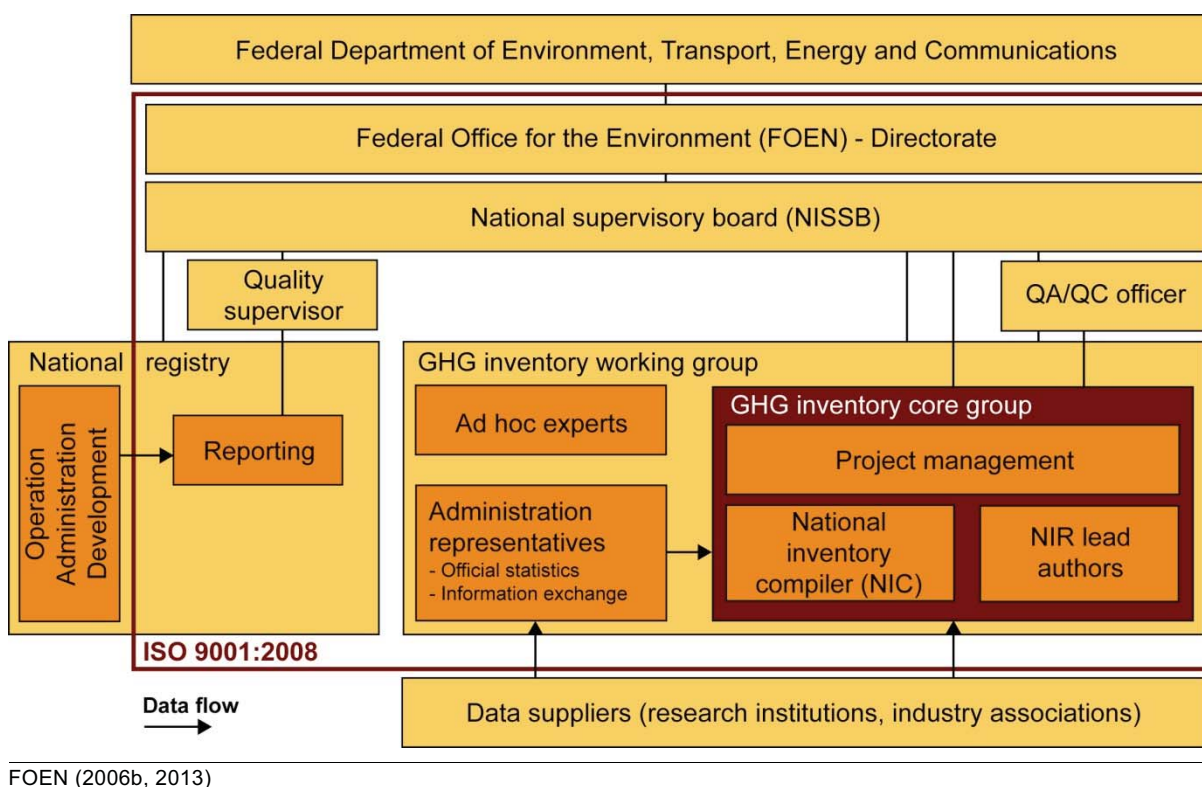 Federal Department of Environment, Transport, Energy and Communications
Federal Office for the Environment (FOEN) - Directorate
National supervisory board (NISSB)
Quality
supervisor
QA/QC officer
National registry
Operation
Administration
Development
Reporting
GHG inventory working group
Ad hoc experts
Administration
representatives
- Official statistics
- Information exchange
GHG inventory core group
Project management
National
inventory
compiler (NIC)
NIR lead
authors
ISO 9001:2008
Data flow
Data suppliers (research institutions, industry associations)
FOEN (2006b, 2013)